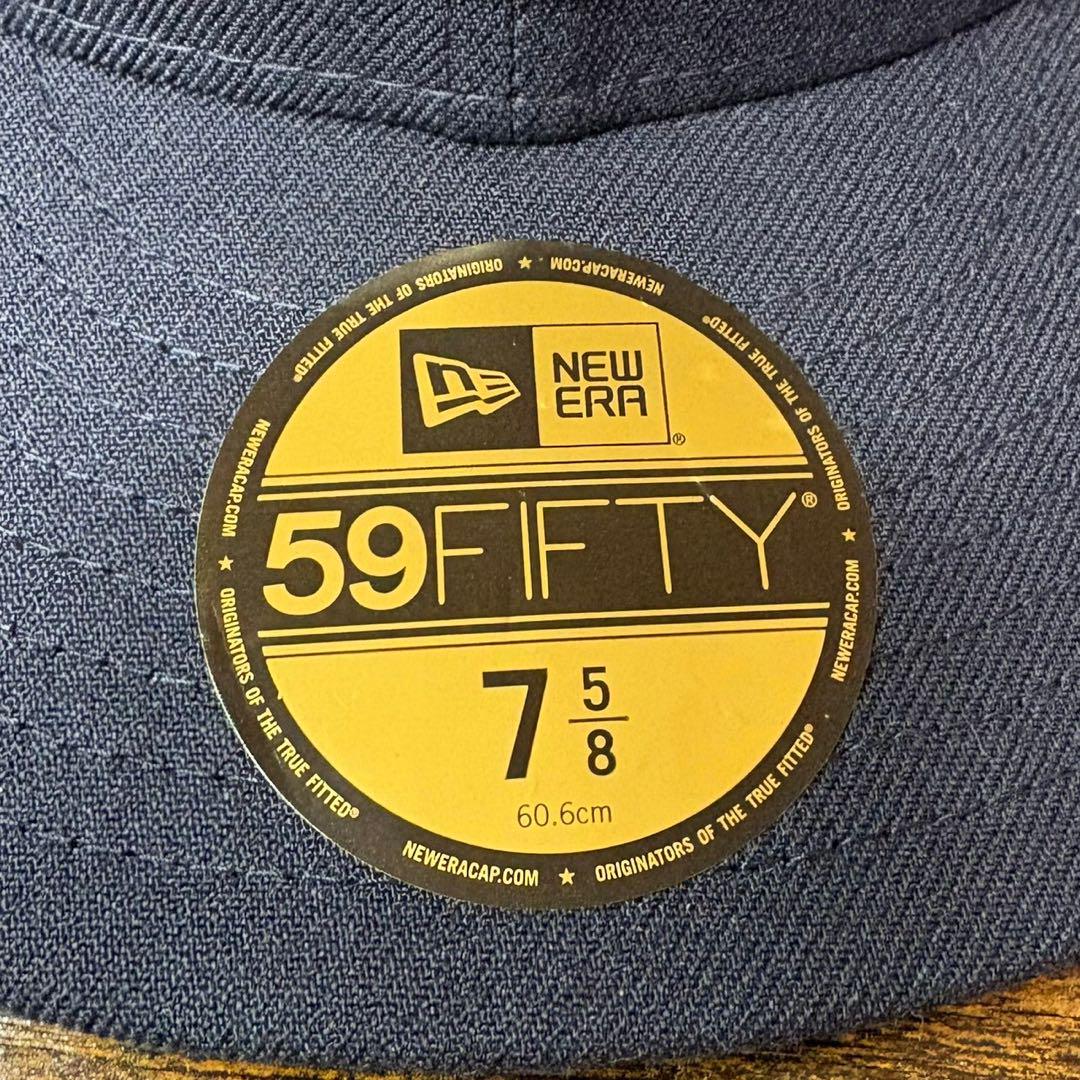 NEW ERA®
59FIFTY®
7 5/8
60.6cm
NEWERACAP.COM ★ ORIGINATORS OF THE TRUE FITTED®
NEWERACAP.COM ★ ORIGINATORS OF THE TRUE FITTED®
NEWERACAP.COM ★ ORIGINATORS OF THE TRUE FITTED®
NEWERACAP.COM ★ ORIGINATORS OF THE TRUE FITTED®